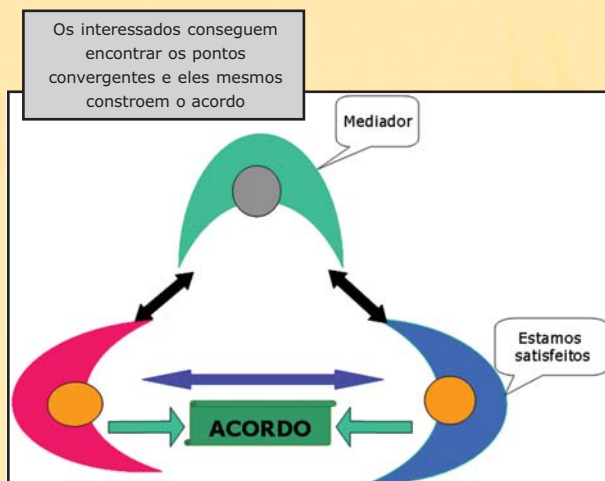 Os interessados conseguem
encontrar os pontos
convergentes e eles mesmos
constroem o acordo
Mediador
Estamos
satisfeitos
ACORDO